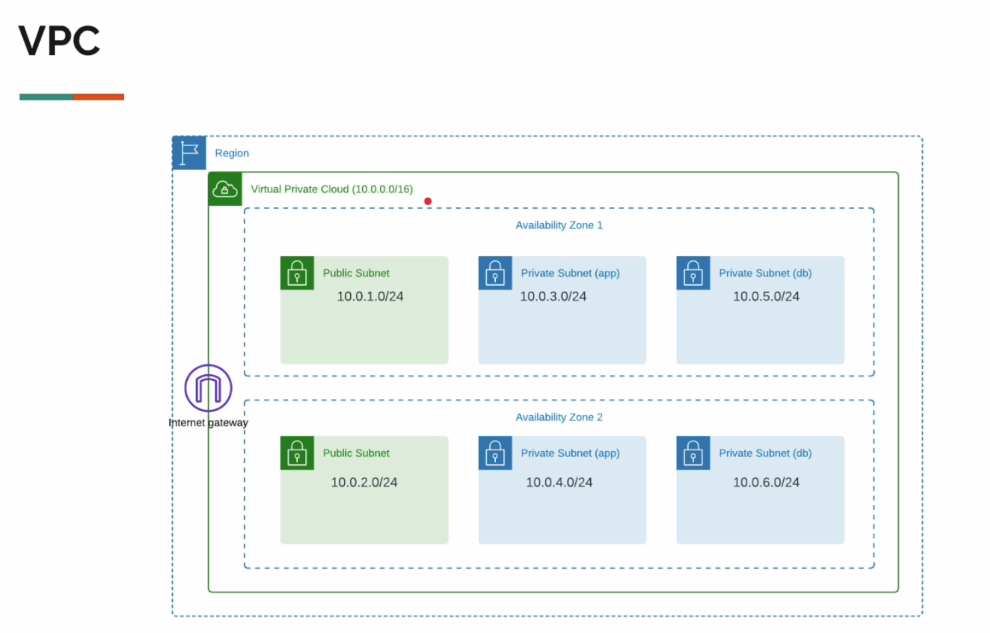 VPC
Region
Virtual Private Cloud (10.0.0.0/16)
Availability Zone 1
Public Subnet
10.0.1.0/24
Private Subnet (app)
10.0.3.0/24
Private Subnet (db)
10.0.5.0/24
Internet gateway
Availability Zone 2
Public Subnet
10.0.2.0/24
Private Subnet (app)
10.0.4.0/24
Private Subnet (db)
10.0.6.0/24